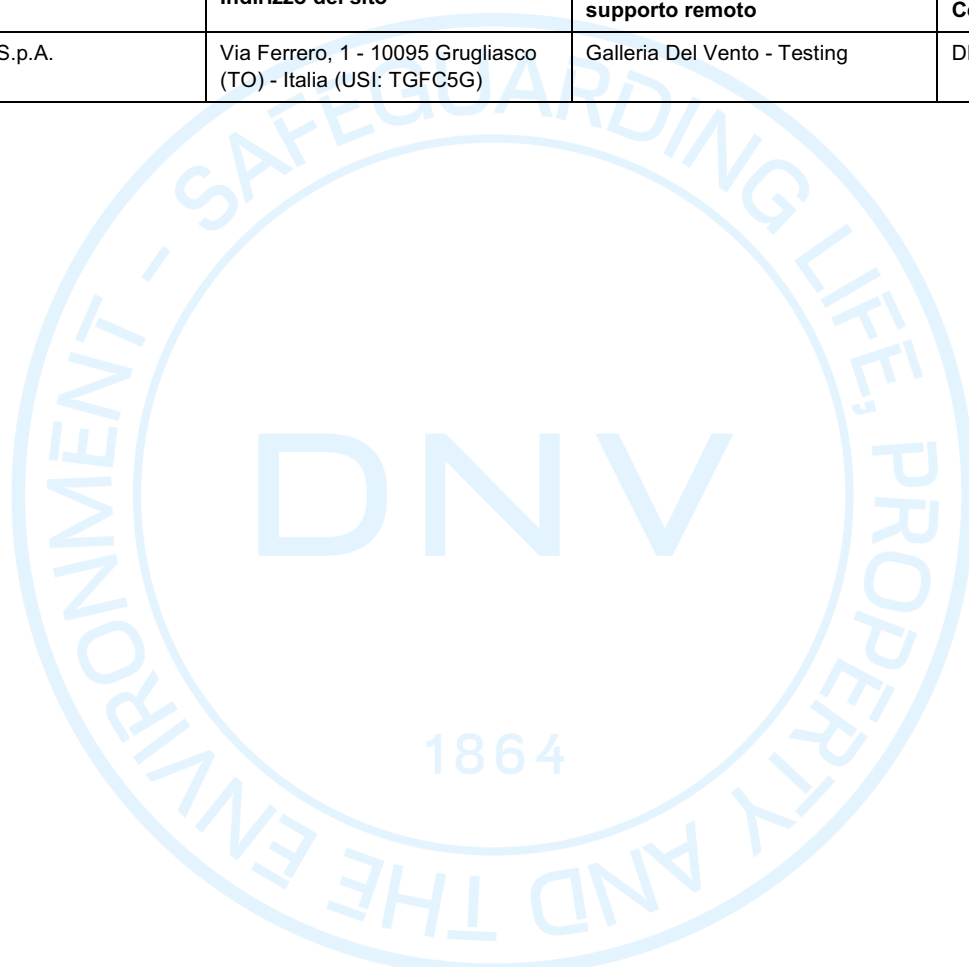 Indirizzo del sito
supporto remoto
S.p.A.
Via Ferrero, 1 - 10095 Grugliasco
(TO) - Italia (USI: TGFC5G)
Galleria Del Vento - Testing
SAFEGUARDING LIFE, PROPERTY AND THE ENVIRONMENT -
DNV
1864